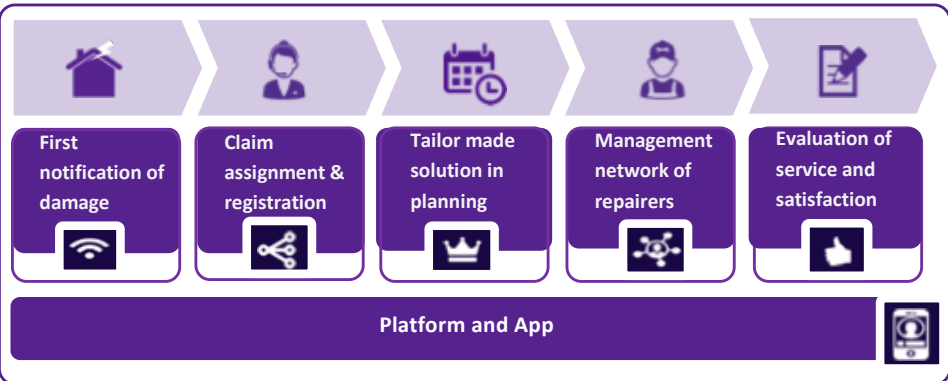 First
notification of
damage
Claim
assignment &
registration
Tailor made
solution in
planning
Management
network of
repairers
Evaluation of
service and
satisfaction
Platform and App